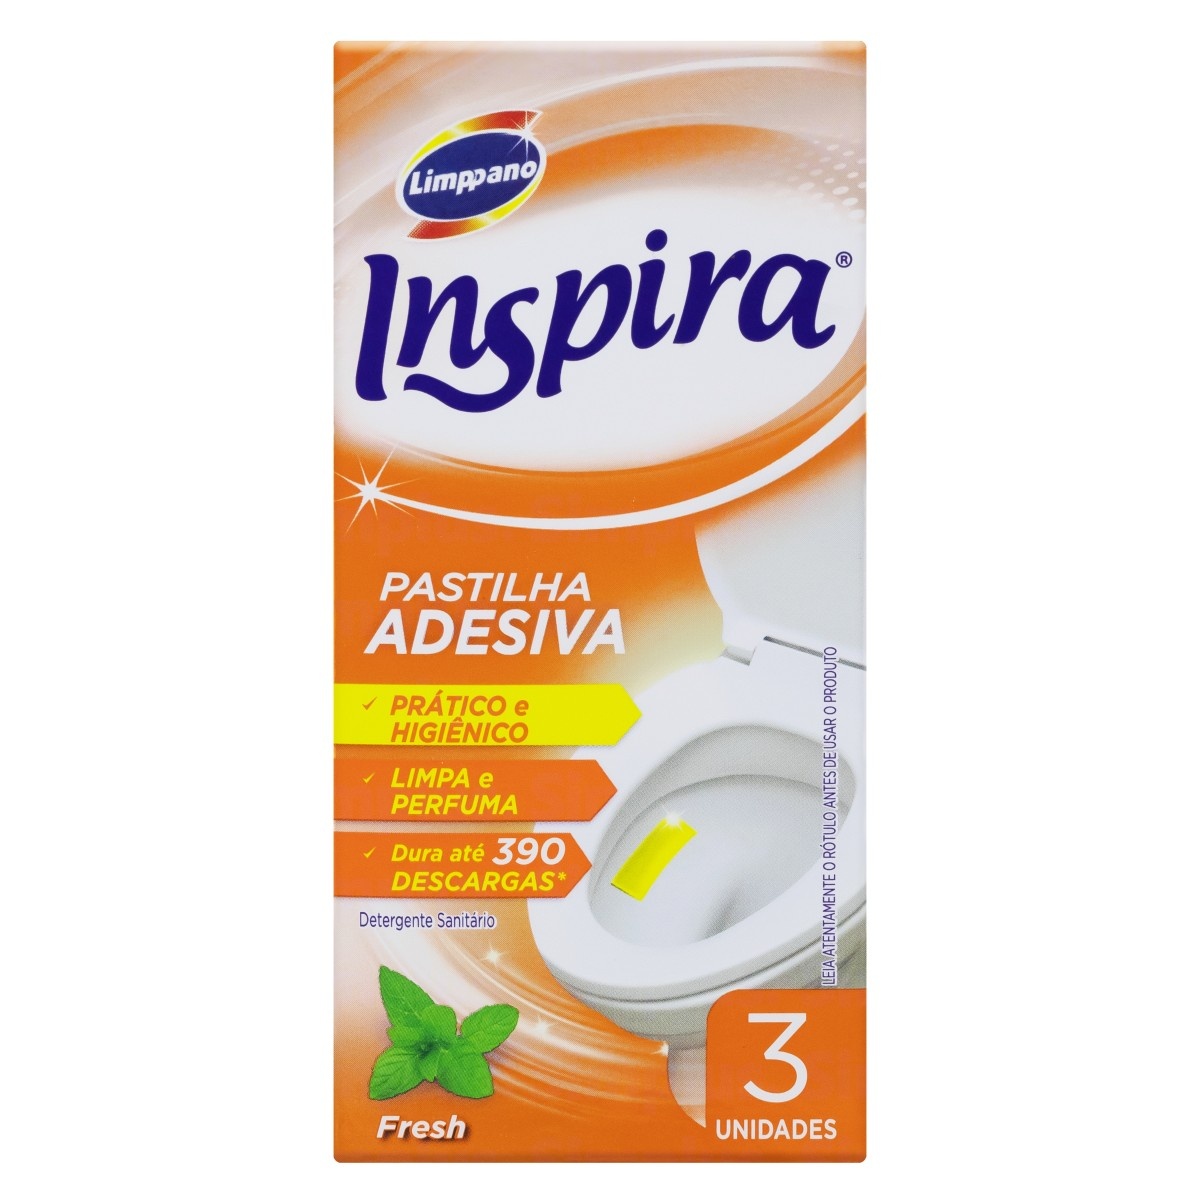 Limppano
Inspira®
PASTILHA
ADESIVA
✓ PRÁTICO e
HIGIÊNICO
✓ LIMPA e
PERFUMA
✓ Dura até 390
DESCARGAS*
Detergente Sanitário
LEIA ATENTAMENTE O RÓTULO ANTES DE USAR O PRODUTO
Fresh
3
UNIDADES